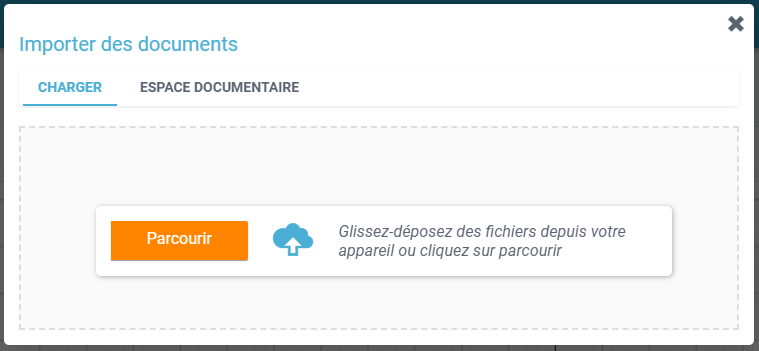 Importer des documents
CHARGER ESPACE DOCUMENTAIRE
Parcourir
Glissez-déposez des fichiers depuis votre
appareil ou cliquez sur parcourir